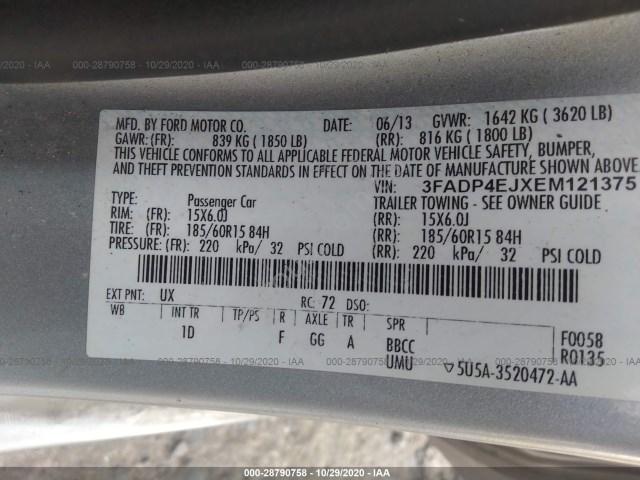 000-28790758 - 10/29/2020 - IAA
MFD. BY FORD MOTOR CO. DATE: 06/13 GVWR: 1642 KG ( 3620 LB)
GAWR: (FR): 839 KG ( 1850 LB) (RR): 816 KG ( 1800 LB)
THIS VEHICLE CONFORMS TO ALL APPLICABLE FEDERAL MOTOR VEHICLE SAFETY, BUMPER,
AND THEFT PREVENTION STANDARDS IN EFFECT ON THE DATE OF MANUFACTURE SHOWN ABOVE.
VIN: 3FADP4EJXEM121375
TYPE: Passenger Car TRAILER TOWING - SEE OWNER GUIDE
RIM: (FR): 15X6.0J (RR): 15X6.0J
TIRE: (FR): 185/60R15 84H (RR): 185/60R15 84H
PRESSURE: (FR): 220 kPa/ 32 PSI COLD (RR): 220 kPa/ 32 PSI COLD
EXT PNT: UX RC: 72 DSO:
WB INT TR TP/PS R AXLE TR SPR
1D F GG A BBCC F0058
UMU R0135
▽5U5A-3520472-AA
000-28790758 - 10/29/2020 - IAA
000-28790758 - 10/29/2020 - IAA